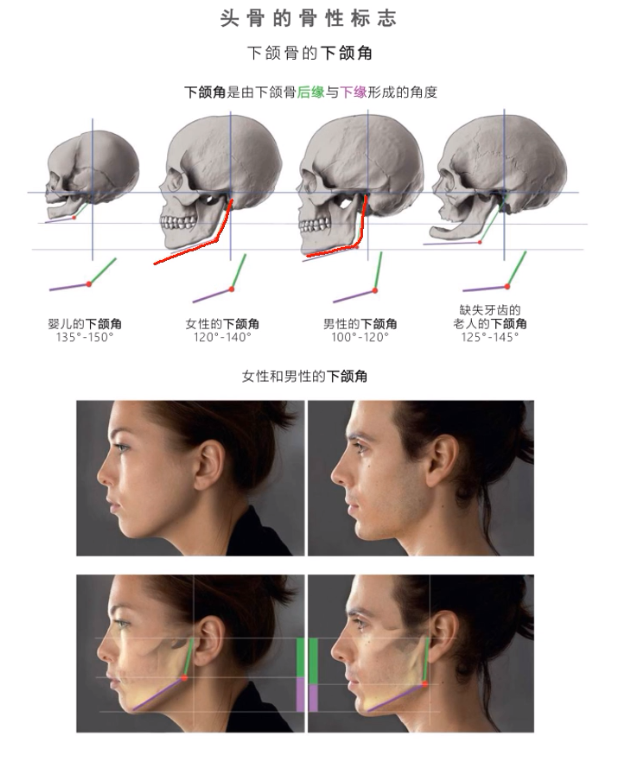 头骨的骨性标志
下颌骨的下颌角
下颌角是由下颌骨后缘与下缘形成的角度
婴儿的下颌角
135°-150°
女性的下颌角
120°-140°
男性的下颌角
100°-120°
缺失牙齿的
老人的下颌角
125°-145°
女性和男性的下颌角